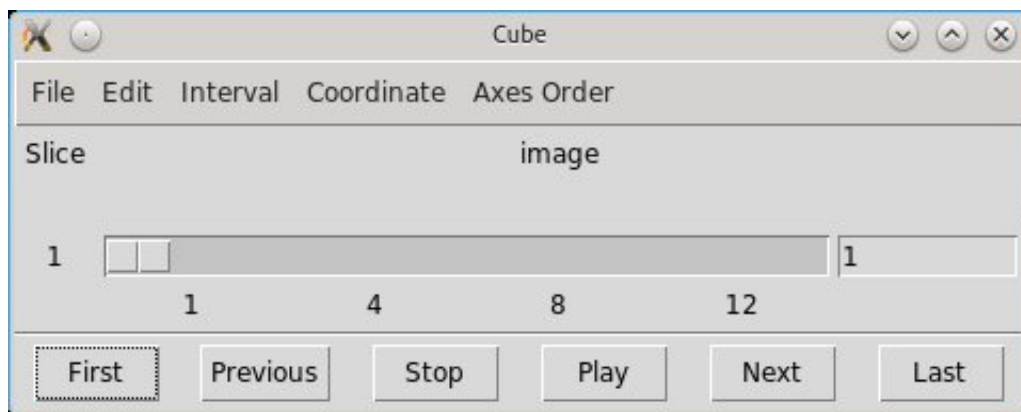 Cube
File Edit Interval Coordinate Axes Order
Slice image
1 1
1 4 8 12
First Previous Stop Play Next Last